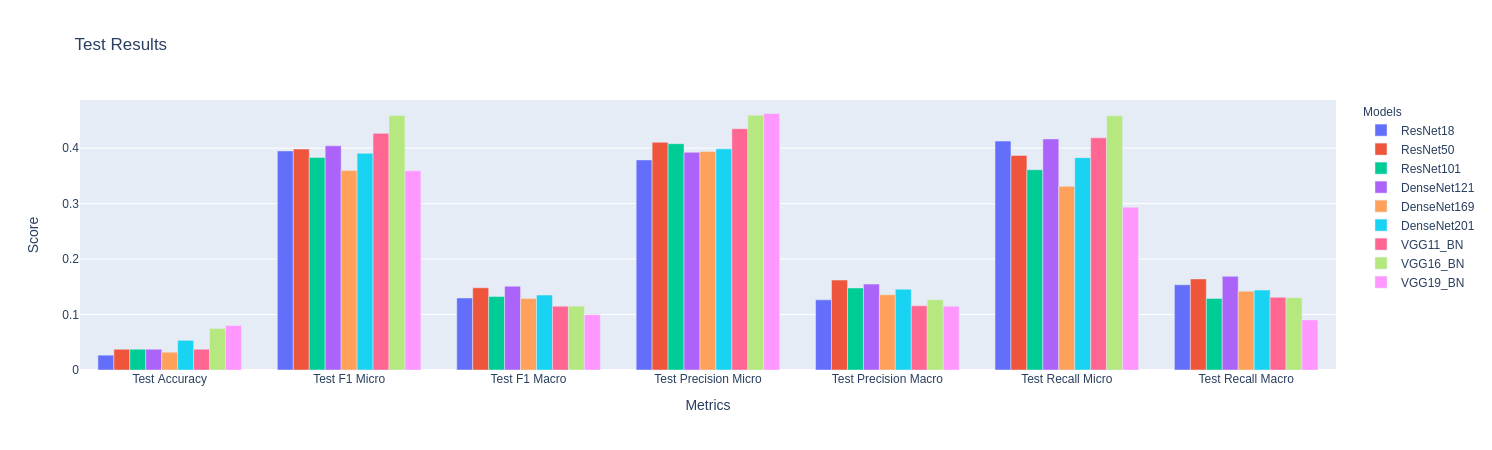 Test Results
Models
ResNet18
ResNet50
ResNet101
DenseNet121
DenseNet169
DenseNet201
VGG11_BN
VGG16_BN
VGG19_BN
Score
0.4
0.3
0.2
0.1
0
Test Accuracy Test F1 Micro Test F1 Macro Test Precision Micro Test Precision Macro Test Recall Micro Test Recall Macro
Metrics